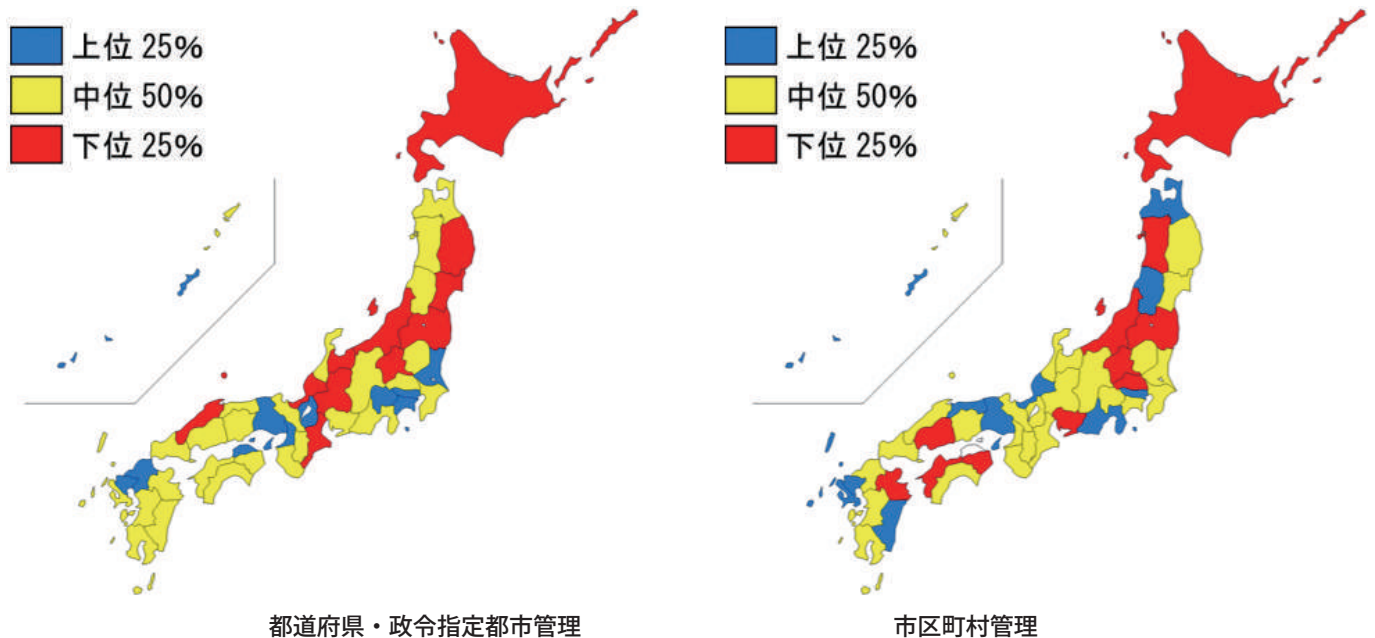 上位 25%
中位 50%
下位 25%
上位 25%
中位 50%
下位 25%
都道府県・政令指定都市管理
市区町村管理